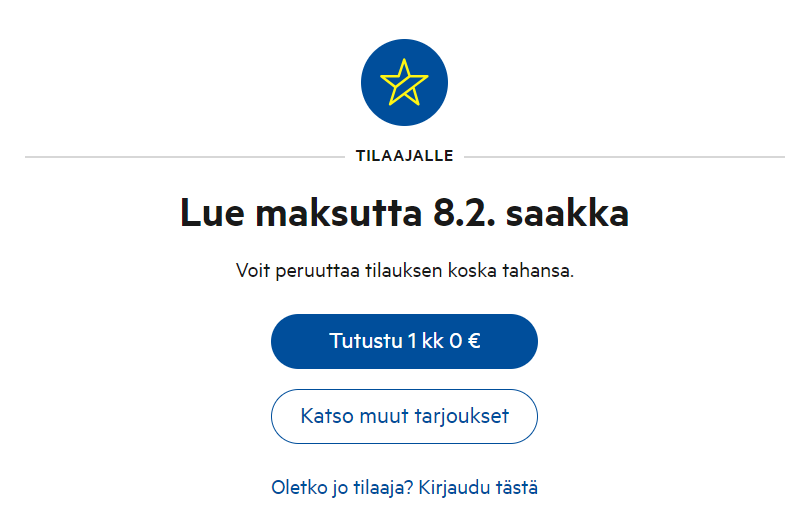 TILAAJALLE
Lue maksutta 8.2. saakka
Voit peruuttaa tilauksen koska tahansa.
Tutustu 1 kk 0 €
Katso muut tarjoukset
Oletko jo tilaaja? Kirjaudu tästä